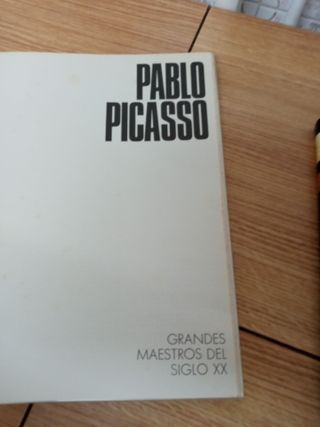 PABLO
PICASSO
GRANDES
MAESTROS DEL
SIGLO XX